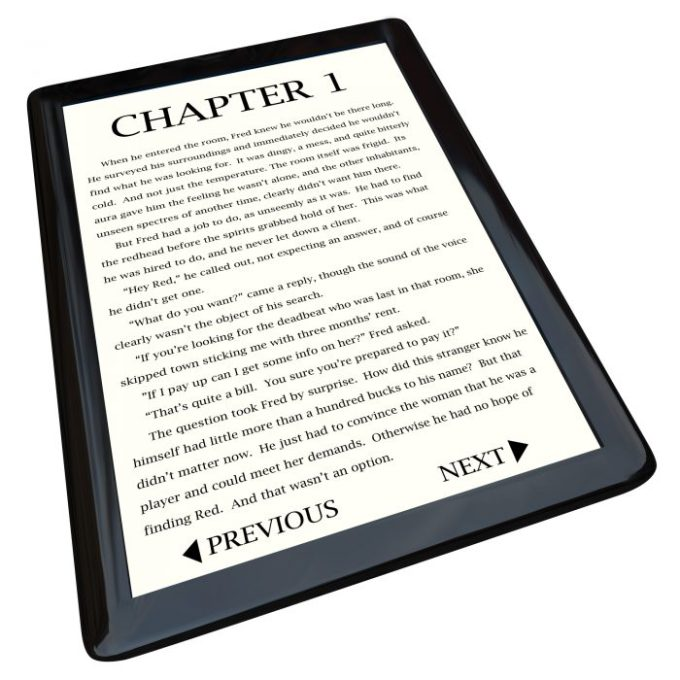 CHAPTER 1
When he entered the room, Fred knew he wouldn't be there long.
He surveyed his surroundings and immediately decided he wouldn't
find what he was looking for. It was dingy, a mess, and quite bitterly
cold. And not just the temperature. The room itself was frigid. Its
aura gave him the feeling he wasn't alone, and the other inhabitants,
unseen spectres of another time, clearly didn't want him there.
But Fred had a job to do, as unseemly as it was. He had to find
the redhead before the spirits grabbed hold of her. This was what
he was hired to do, and he never let down a client.
"Hey Red," he called out, not expecting an answer, and of course
he didn't get one.
"What do you want?" came a reply, though the sound of the voice
clearly wasn't the object of his search.
"If you're looking for the deadbeat who was last in that room, she
skipped town sticking me with three months' rent.
"If I pay up can I get some info on her?" Fred asked.
"That's quite a bill. You sure you're prepared to pay it?"
The question took Fred by surprise. How did this stranger know he
himself had little more than a hundred bucks to his name? But that
didn't matter now. He just had to convince the woman that he was a
player and could meet her demands. Otherwise he had no hope of
finding Red. And that wasn't an option.
◀ PREVIOUS NEXT ▶